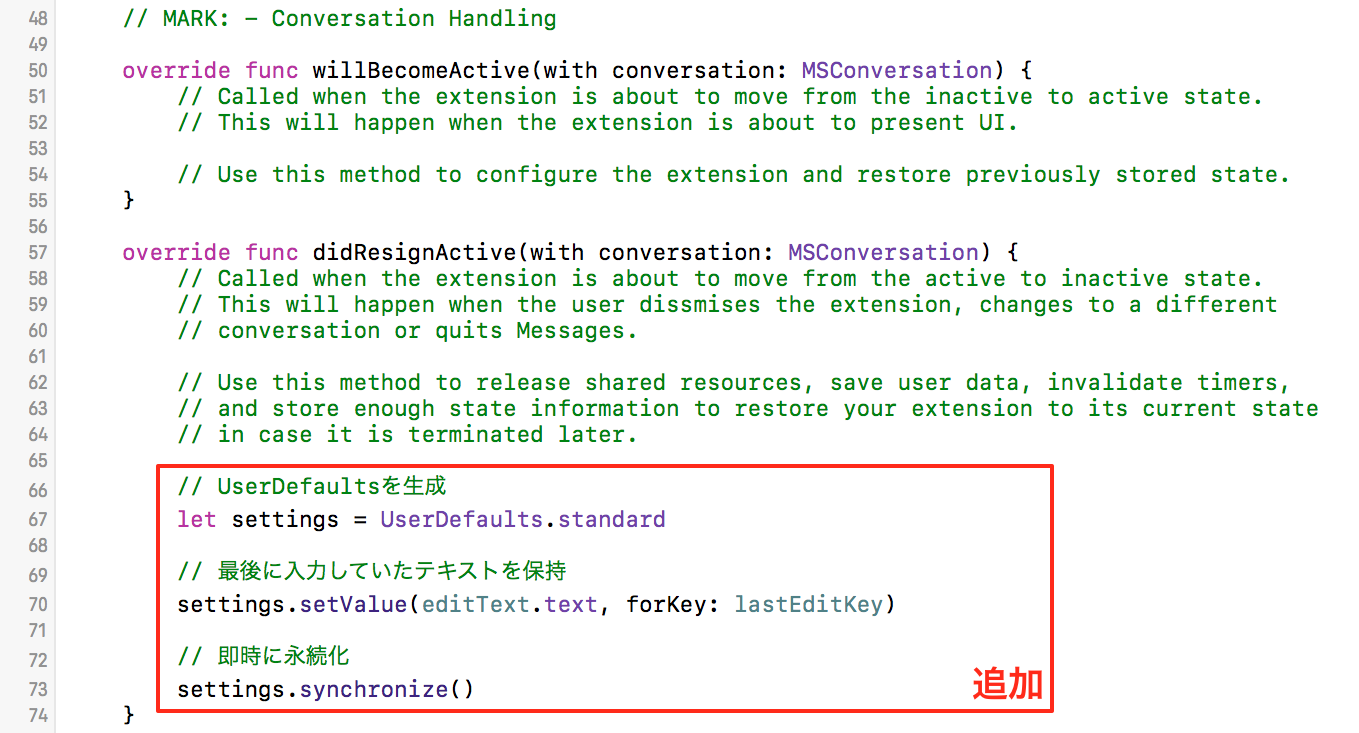 48 // MARK: - Conversation Handling
49
50 override func willBecomeActive(with conversation: MSConversation) {
51 // Called when the extension is about to move from the inactive to active state.
52 // This will happen when the extension is about to present UI.
53
54 // Use this method to configure the extension and restore previously stored state.
55 }
56
57 override func didResignActive(with conversation: MSConversation) {
58 // Called when the extension is about to move from the active to inactive state.
59 // This will happen when the user dissmises the extension, changes to a different
60 // conversation or quits Messages.
61
62 // Use this method to release shared resources, save user data, invalidate timers,
63 // and store enough state information to restore your extension to its current state
64 // in case it is terminated later.
65
66 // UserDefaultsを生成
67 let settings = UserDefaults.standard
68
69 // 最後に入力していたテキストを保持
70 settings.setValue(editText.text, forKey: lastEditKey)
71
72 // 即時に永続化
73 settings.synchronize()
追加
74 }